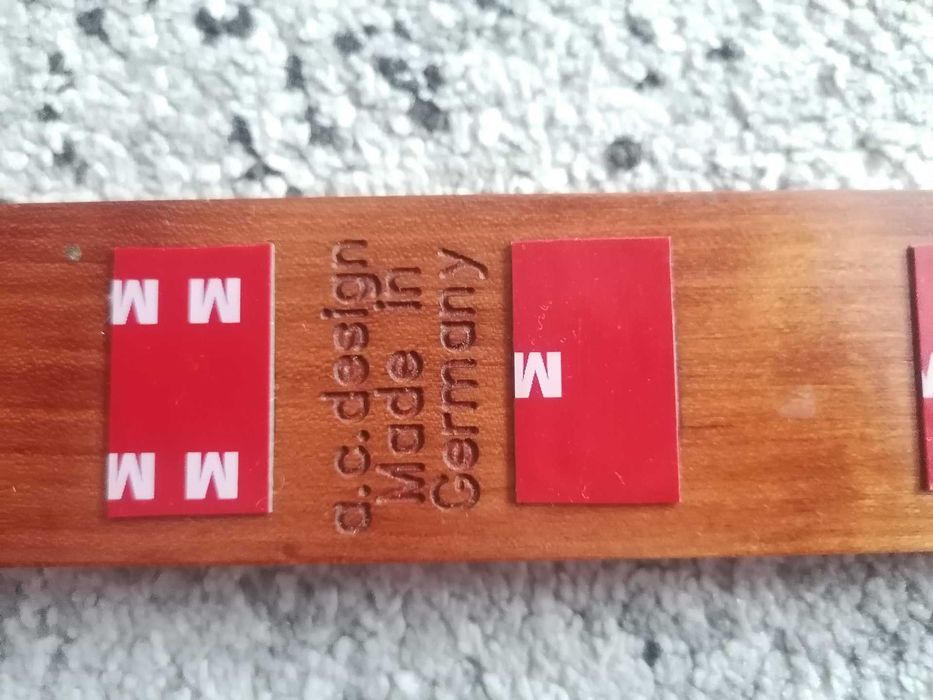 M M
M M
a.c.design
Made in
Germany
M